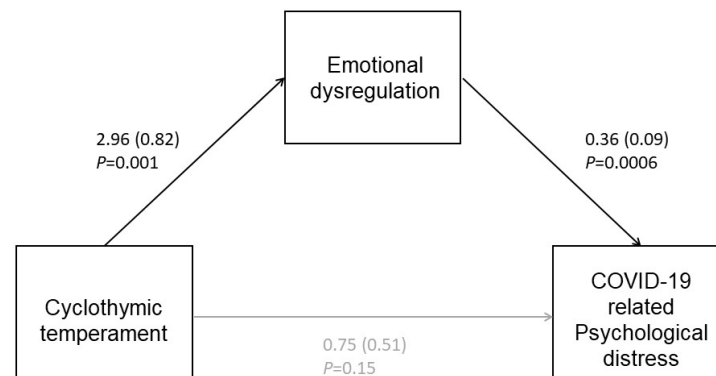 Emotional
dysregulation
2.96 (0.82)
P=0.001
0.36 (0.09)
P=0.0006
Cyclothymic
temperament
0.75 (0.51)
P=0.15
COVID-19
related
Psychological
distress